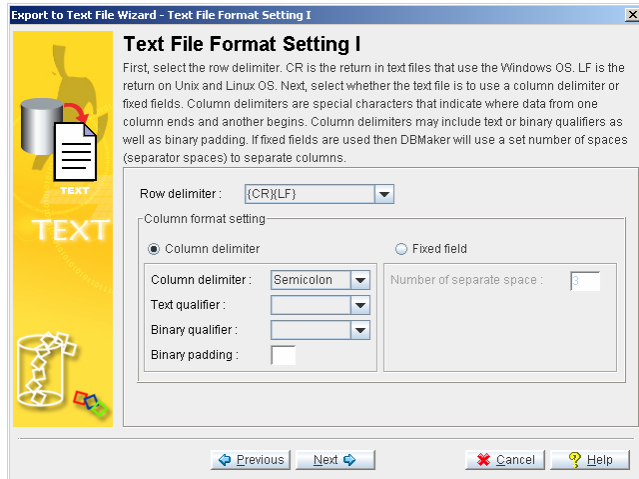 Export to Text File Wizard - Text File Format Setting I
Text File Format Setting I
First, select the row delimiter. CR is the return in text files that use the Windows OS. LF is the
return on Unix and Linux OS. Next, select whether the text file is to use a column delimiter or
fixed fields. Column delimiters are special characters that indicate where data from one
column ends and another begins. Column delimiters may include text or binary qualifiers as
well as binary padding. If fixed fields are used then DBMaker will use a set number of spaces
(separator spaces) to separate columns.
TEXT
TEXT
Row delimiter : {CR}{LF}
Column format setting
Column delimiter
Fixed field
Column delimiter : Semicolon
Number of separate space : 3
Text qualifier :
Binary qualifier :
Binary padding :
Previous Next Cancel Help